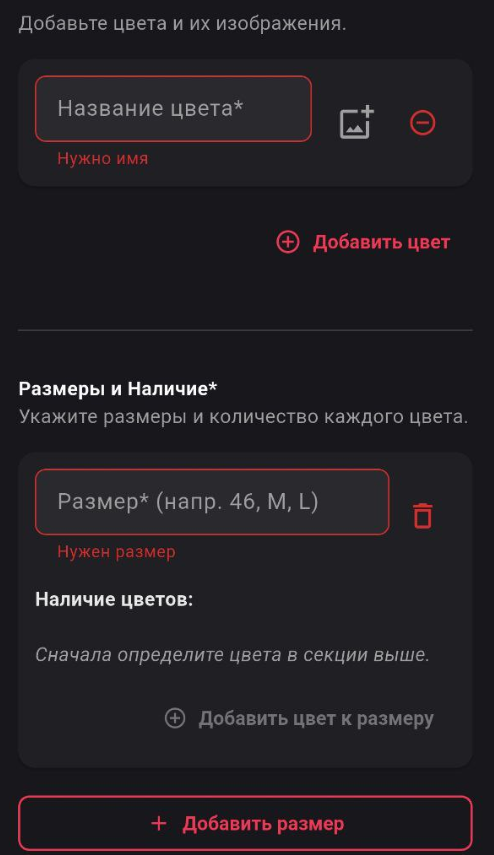 Добавьте цвета и их изображения.
Название цвета*
Нужно имя
Добавить цвет
Размеры и Наличие*
Укажите размеры и количество каждого цвета.
Размер* (напр. 46, M, L)
Нужен размер
Наличие цветов:
Сначала определите цвета в секции выше.
Добавить цвет к размеру
Добавить размер